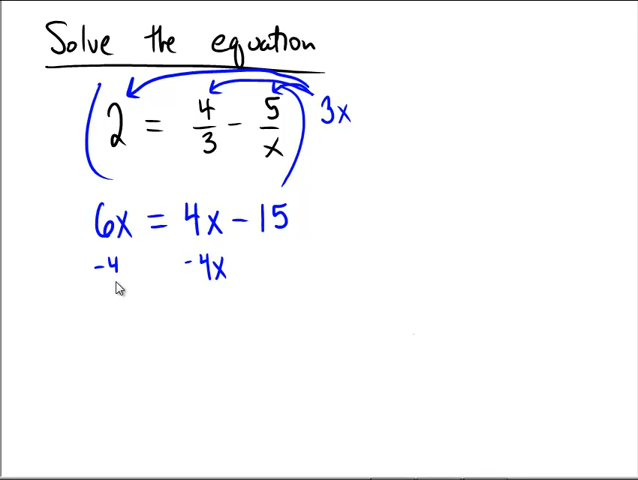 Solve the equation
(2 = 4/3 - 5/x) 3x
6x = 4x - 15
-4 -4x